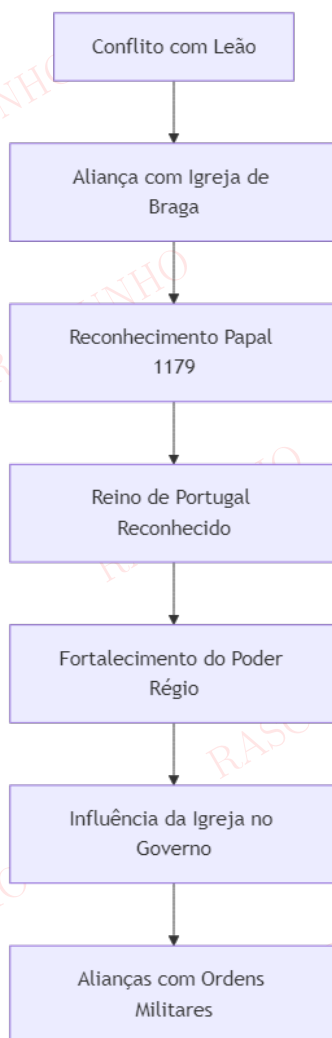 Conflito com Leão
Aliança com Igreja de
Braga
Reconhecimento Papal
1179
Reino de Portugal
Reconhecido
Fortalecimento do Poder
Régio
Influência da Igreja no
Governo
Alianças com Ordens
Militares